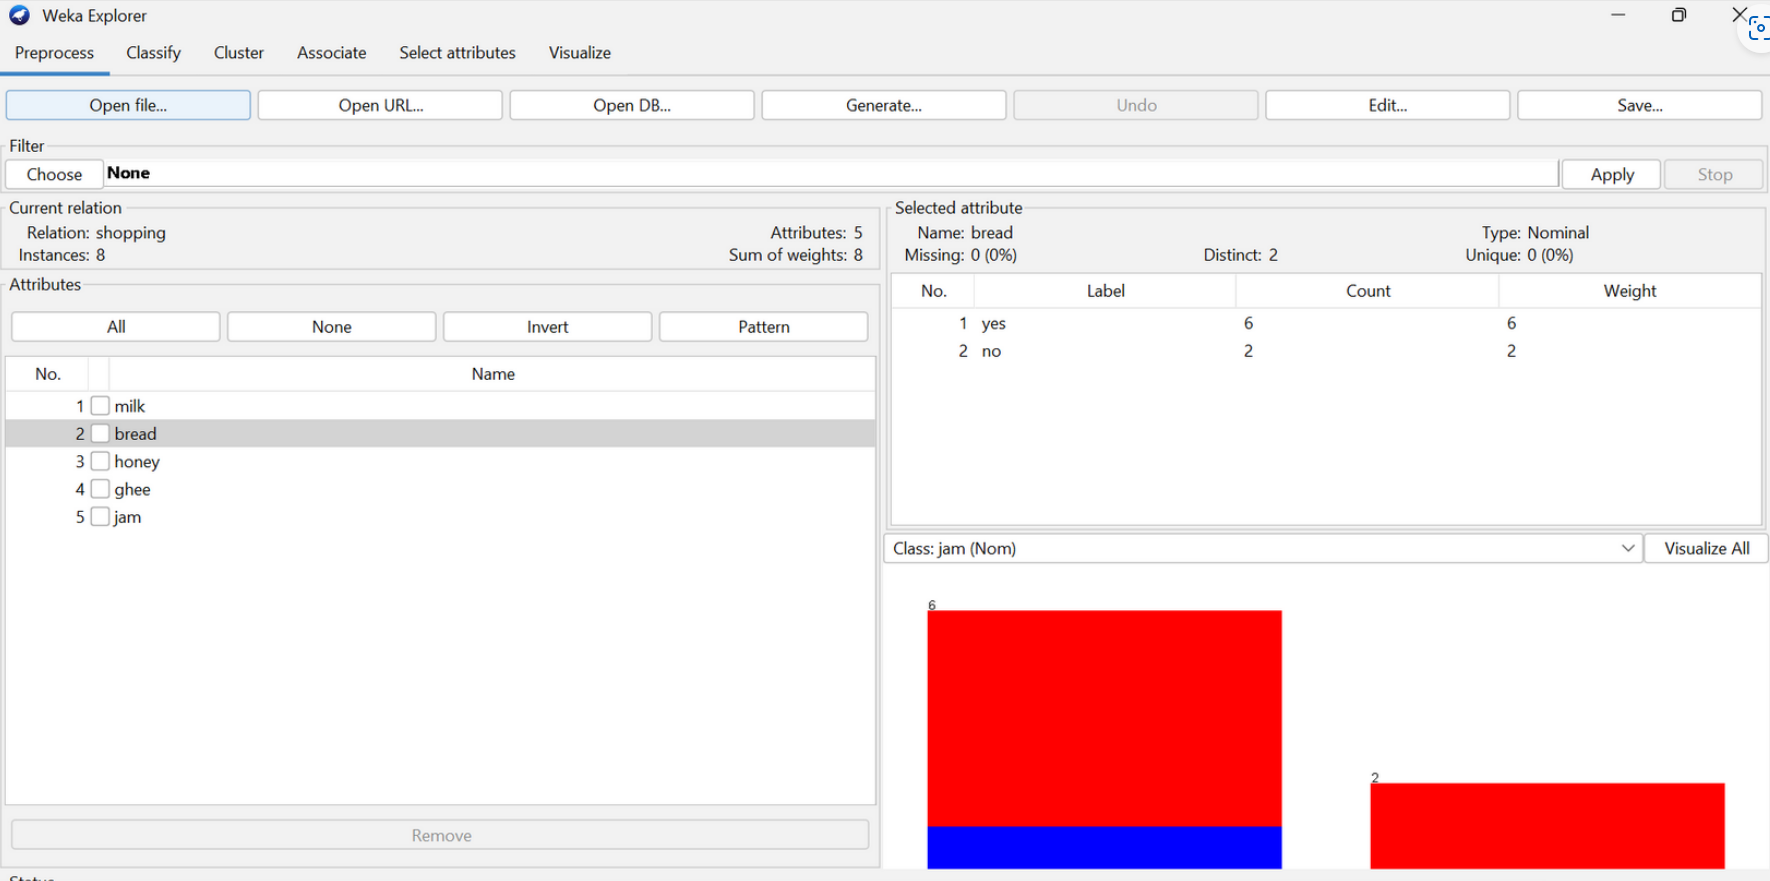 Weka Explorer
Preprocess Classify Cluster Associate Select attributes Visualize
Open file... Open URL... Open DB... Generate... Undo Edit... Save...
Filter
Choose None Apply Stop
Current relation
Relation: shopping Attributes: 5
Instances: 8 Sum of weights: 8
Attributes
All None Invert Pattern
No. Name
1 milk
2 bread
3 honey
4 ghee
5 jam
Remove
Selected attribute
Name: bread Type: Nominal
Missing: 0 (0%) Distinct: 2 Unique: 0 (0%)
No. Label Count Weight
1 yes 6 6
2 no 2 2
Class: jam (Nom) Visualize All
6
2
Status